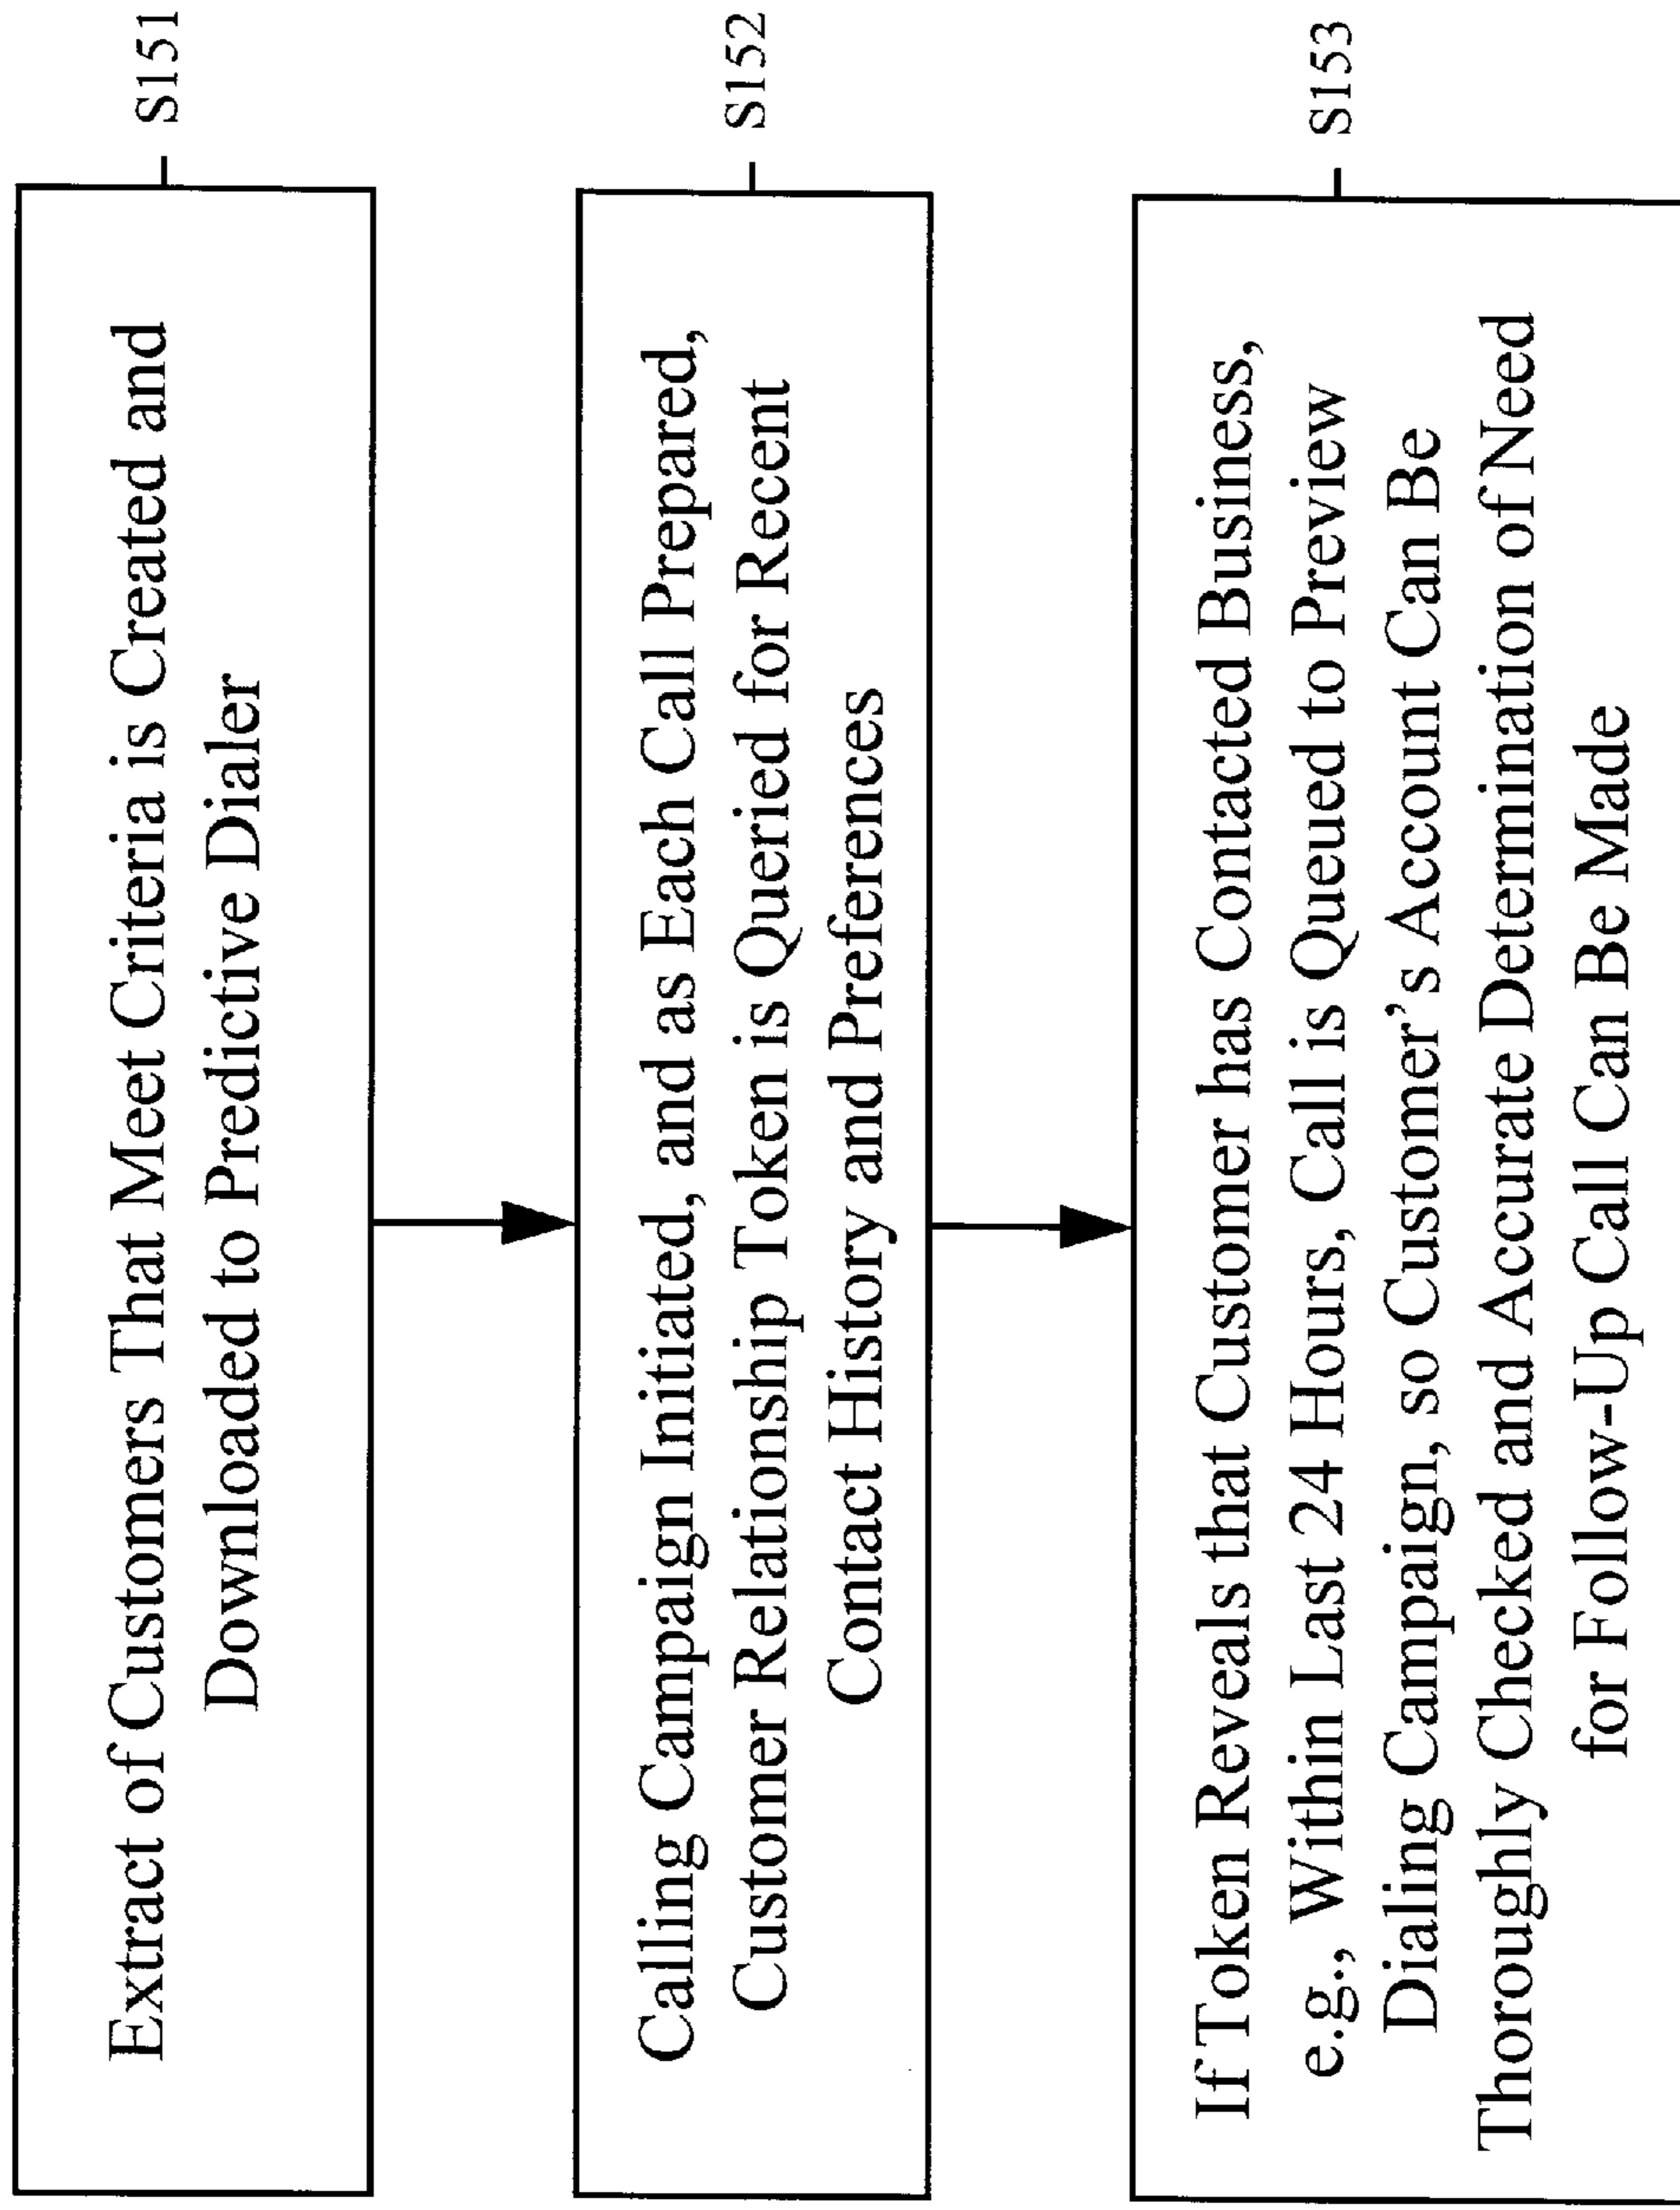 Extract of Customers That Meet Criteria is Created and
Downloaded to Predictive Dialer
S151
Calling Campaign Initiated, and as Each Call Prepared,
Customer Relationship Token is Queried for Recent
Contact History and Preferences
S152
If Token Reveals that Customer has Contacted Business,
e.g., Within Last 24 Hours, Call is Queued to Preview
Dialing Campaign, so Customer's Account Can Be
Thoroughly Checked and Accurate Determination of Need
for Follow-Up Call Can Be Made
S153